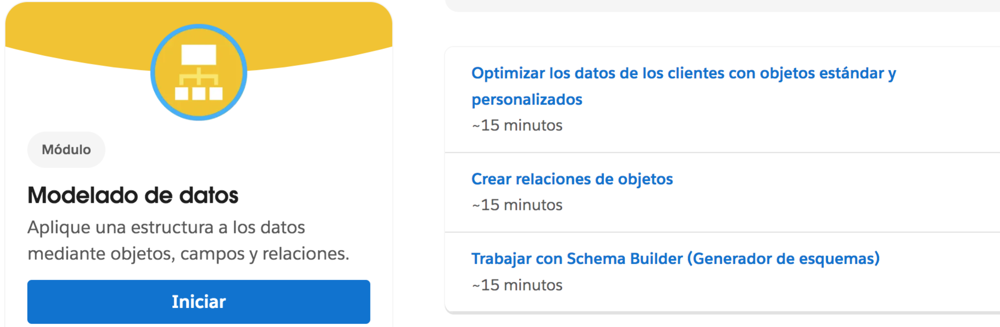 Módulo
Modelado de datos
Aplique una estructura a los datos
mediante objetos, campos y relaciones.
Iniciar
Optimizar los datos de los clientes con objetos estándar y
personalizados
~15 minutos
Crear relaciones de objetos
~15 minutos
Trabajar con Schema Builder (Generador de esquemas)
~15 minutos